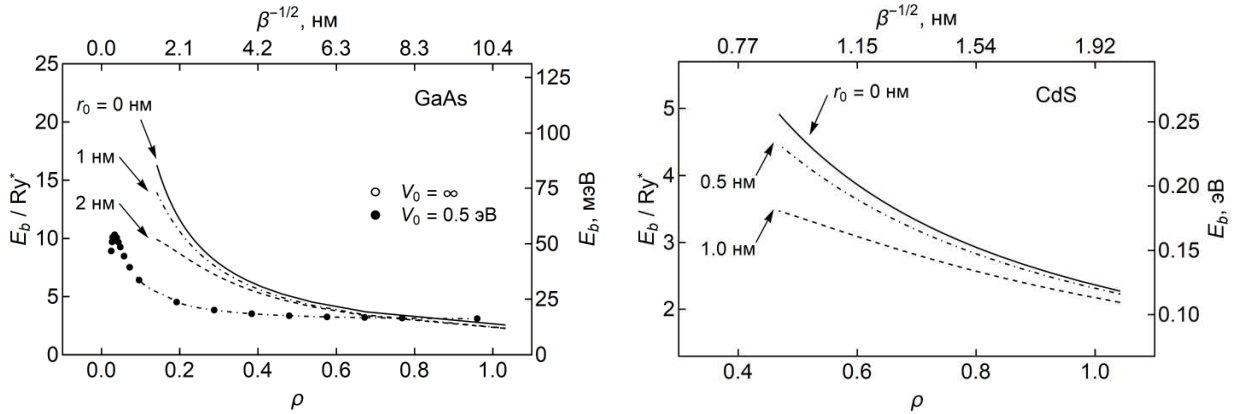 β^{-1/2}, нм
0.0 2.1 4.2 6.3 8.3 10.4
25
20
15
10
5
0
E_b / Ry*
GaAs
r_0 = 0 нм
1 нм
2 нм
V_0 = ∞
V_0 = 0.5 эВ
125
100
75
50
25
0
E_b, мэВ
0.0 0.2 0.4 0.6 0.8 1.0
ρ
β^{-1/2}, нм
0.77 1.15 1.54 1.92
5
4
3
2
E_b / Ry*
CdS
r_0 = 0 нм
0.5 нм
1.0 нм
0.25
0.20
0.15
0.10
E_b, эВ
0.4 0.6 0.8 1.0
ρ